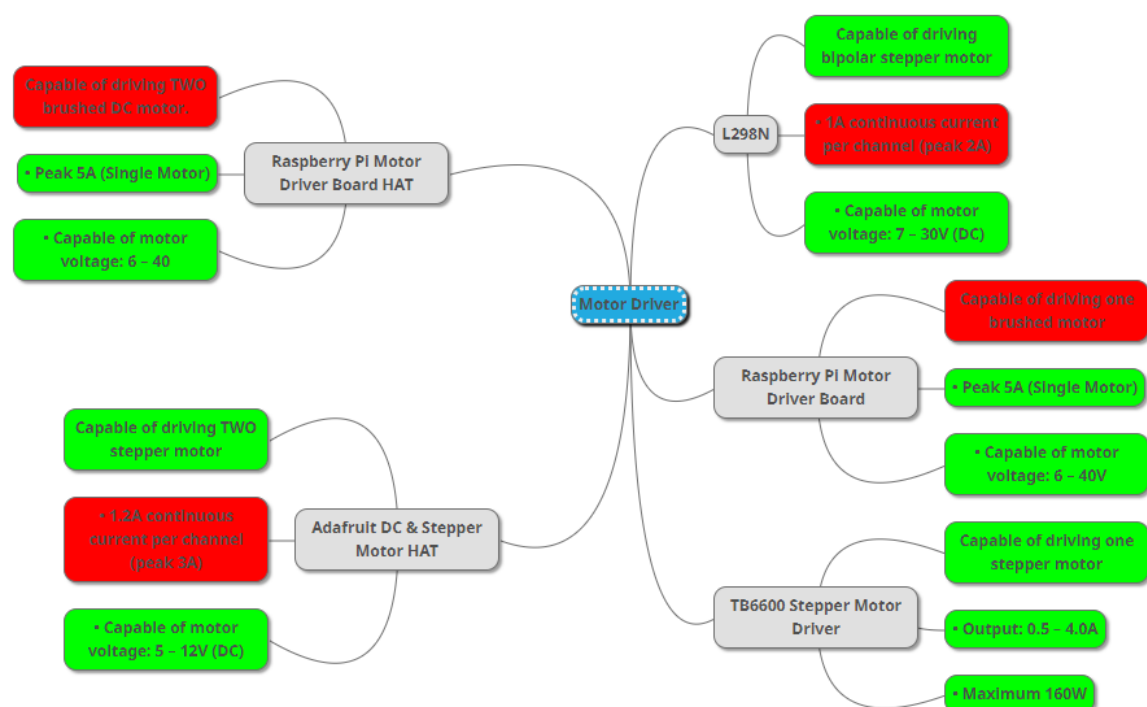 Motor Driver
Raspberry Pi Motor
Driver Board HAT
Capable of driving TWO
brushed DC motor.
▪ Peak 5A (Single Motor)
▪ Capable of motor
voltage: 6 – 40
Adafruit DC & Stepper
Motor HAT
Capable of driving TWO
stepper motor
▪ 1.2A continuous
current per channel
(peak 3A)
▪ Capable of motor
voltage: 5 – 12V (DC)
L298N
Capable of driving
bipolar stepper motor
▪ 1A continuous current
per channel (peak 2A)
▪ Capable of motor
voltage: 7 – 30V (DC)
Raspberry Pi Motor
Driver Board
Capable of driving one
brushed motor
▪ Peak 5A (Single Motor)
▪ Capable of motor
voltage: 6 – 40V
TB6600 Stepper Motor
Driver
Capable of driving one
stepper motor
▪ Output: 0.5 – 4.0A
▪ Maximum 160W